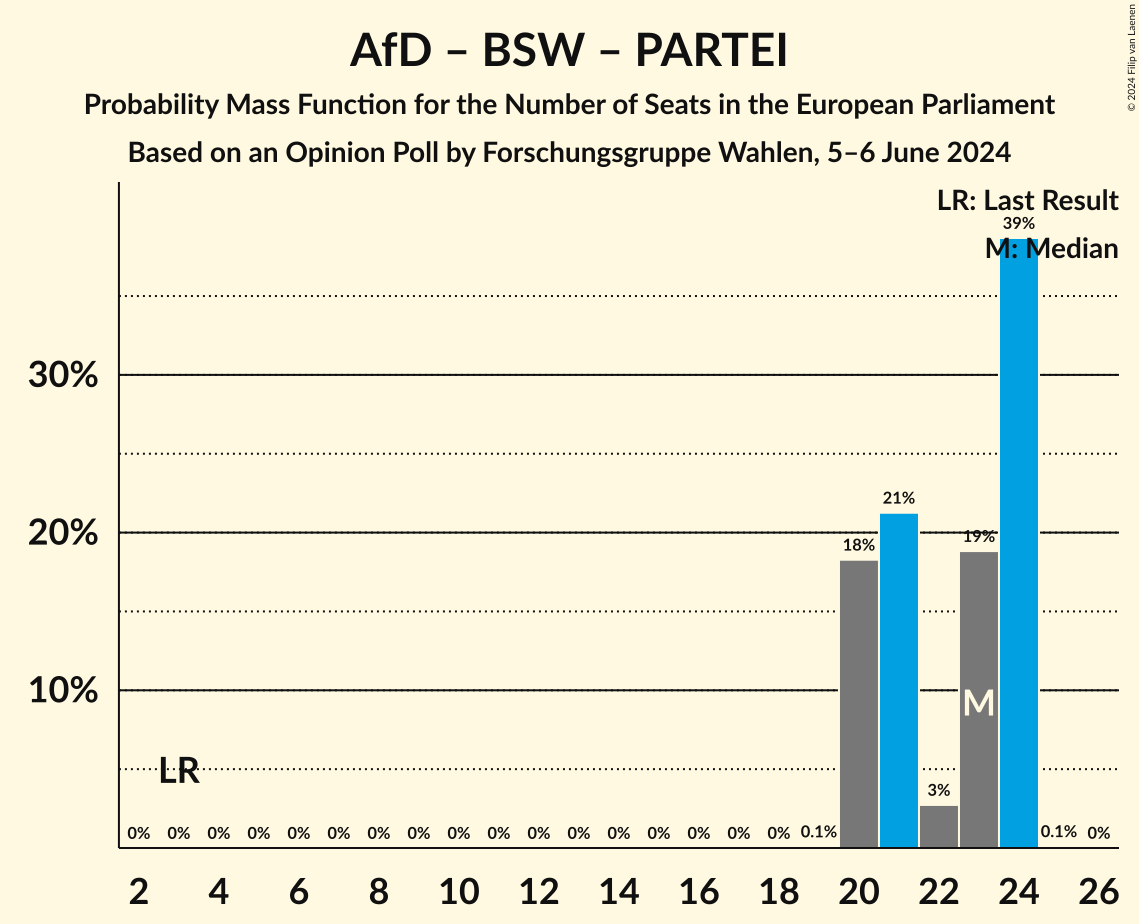 AfD – BSW – PARTEI
Probability Mass Function for the Number of Seats in the European Parliament
Based on an Opinion Poll by Forschungsgruppe Wahlen, 5–6 June 2024
© 2024 Filip van Laenen
LR: Last Result
M: Median
39%
30%
21%
20%
19%
18%
10%
M
LR
3%
0% 0% 0% 0% 0% 0% 0% 0% 0% 0% 0% 0% 0% 0% 0% 0% 0% 0.1% 0.1% 0%
2 4 6 8 10 12 14 16 18 20 22 24 26